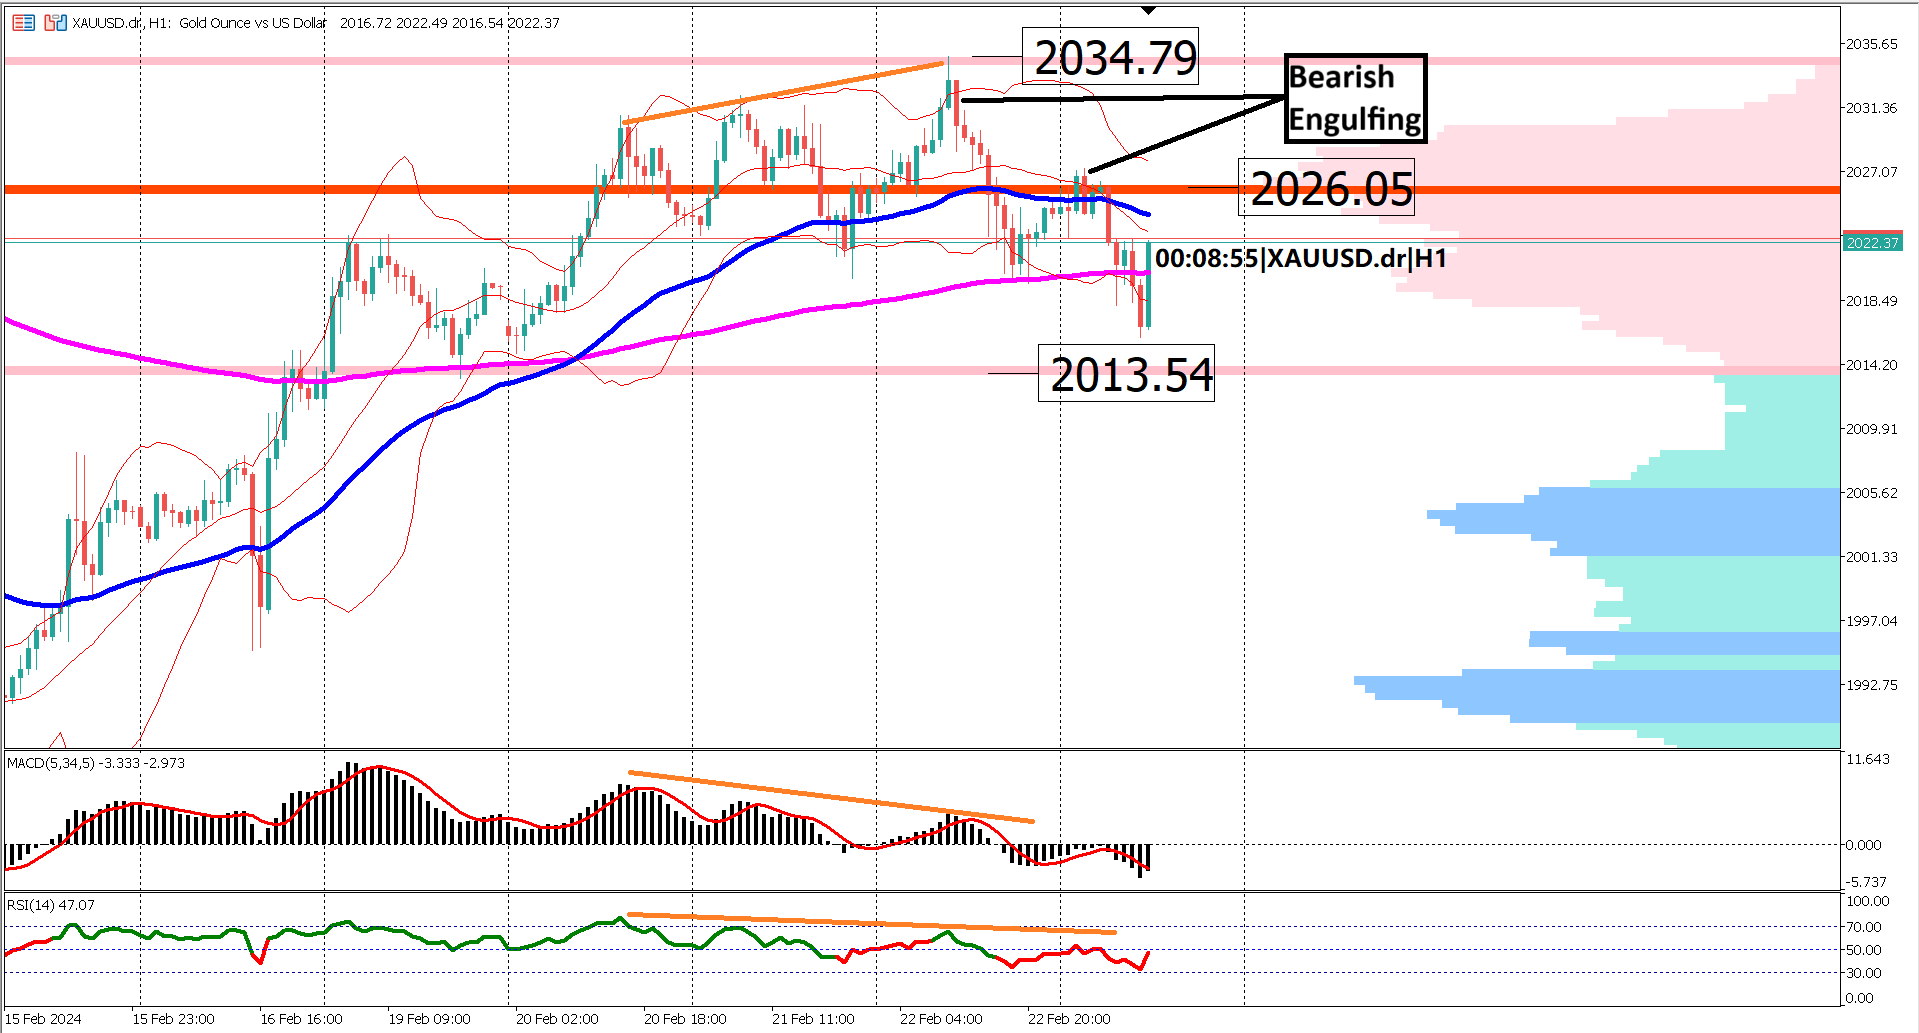 XAUUSD.dr, H1: Gold Ounce vs US Dollar 2016.72 2022.49 2016.54 2022.37
2035.65
2034.79
Bearish
Engulfing
2031.36
2027.07
2026.05
2022.37
00:08:55|XAUUSD.dr|H1
2018.49
2014.20
2013.54
2009.91
2005.62
2001.33
1997.04
1992.75
MACD(5,34,5) -3.333 -2.973
11.643
0.000
-5.737
RSI(14) 47.07
100.00
70.00
50.00
30.00
0.00
15 Feb 2024
15 Feb 23:00
16 Feb 16:00
19 Feb 09:00
20 Feb 02:00
20 Feb 18:00
21 Feb 11:00
22 Feb 04:00
22 Feb 20:00